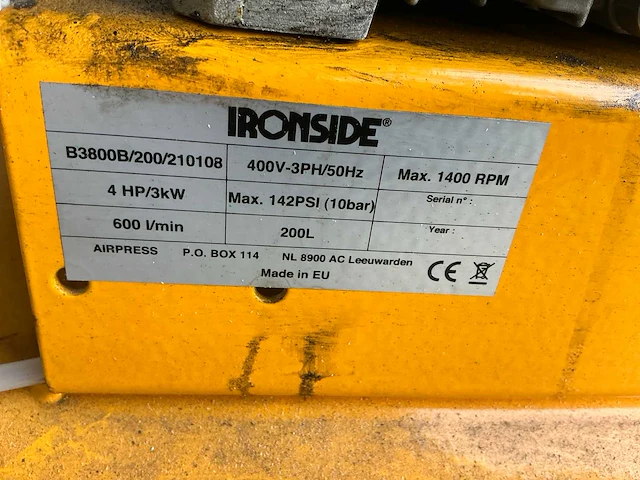 IRONSIDE®
B3800B/200/210108 400V-3PH/50Hz Max. 1400 RPM
4 HP/3kW Max. 142PSI (10bar) Serial n° :
600 l/min 200L Year :
AIRPRESS P.O. BOX 114 NL 8900 AC Leeuwarden
Made in EU CE